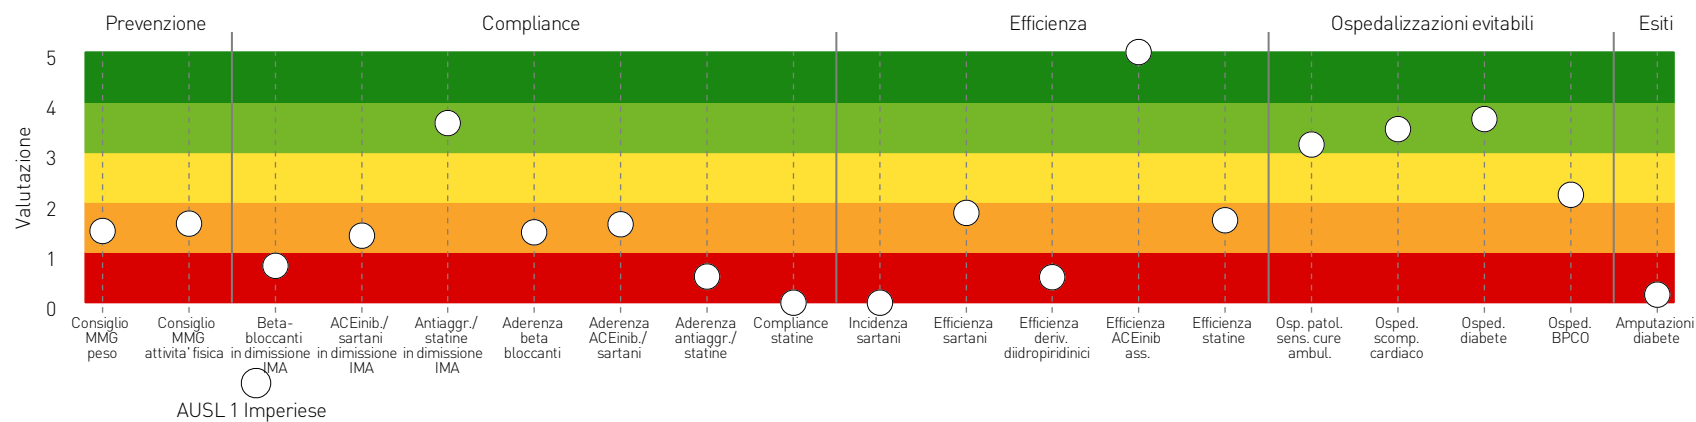 Prevenzione
Compliance
Efficienza
Ospedalizzazioni evitabili
Esiti
Valutazione
5
4
3
2
1
0
Consiglio
MMG
peso
Consiglio
MMG
attivita' fisica
Beta-
bloccanti
in dimissione
IMA
ACEinib./
sartani
in dimissione
IMA
Antiaggr./
statine
in dimissione
IMA
Aderenza
beta
bloccanti
Aderenza
ACEinib./
sartani
Aderenza
antiaggr./
statine
Compliance
statine
Incidenza
sartani
Efficienza
sartani
Efficienza
deriv.
diidropiridinici
Efficienza
ACEinib
ass.
Efficienza
statine
Osp. patol.
sens. cure
ambul.
Osped.
scomp.
cardiaco
Osped.
diabete
Osped.
BPCO
Amputazioni
diabete
AUSL 1 Imperiese